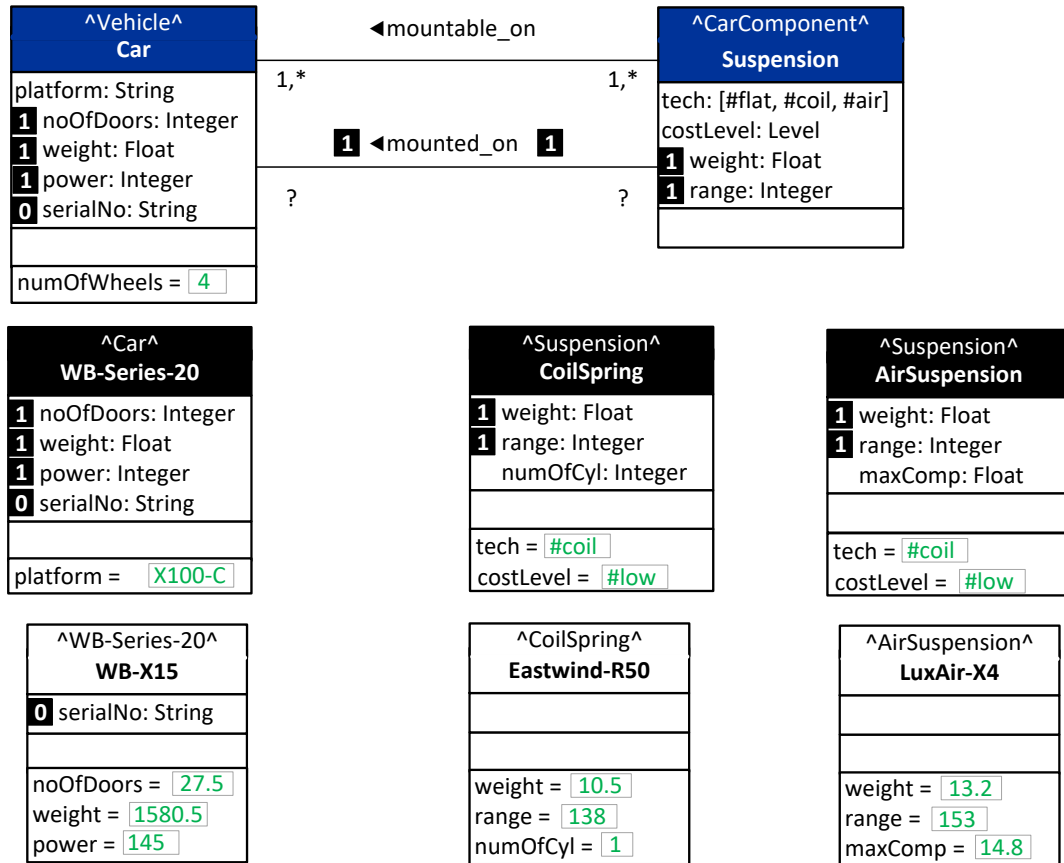 ^Vehicle^
Car
platform: String
1 noOfDoors: Integer
1 weight: Float
1 power: Integer
0 serialNo: String
numOfWheels = 4
◄mountable_on
1,*
1,*
1 ◄mounted_on 1
?
?
^CarComponent^
Suspension
tech: [#flat, #coil, #air]
costLevel: Level
1 weight: Float
1 range: Integer
^Car^
WB-Series-20
1 noOfDoors: Integer
1 weight: Float
1 power: Integer
0 serialNo: String
platform = X100-C
^Suspension^
CoilSpring
1 weight: Float
1 range: Integer
numOfCyl: Integer
tech = #coil
costLevel = #low
^Suspension^
AirSuspension
1 weight: Float
1 range: Integer
maxComp: Float
tech = #coil
costLevel = #low
^WB-Series-20^
WB-X15
0 serialNo: String
noOfDoors = 27.5
weight = 1580.5
power = 145
^CoilSpring^
Eastwind-R50
weight = 10.5
range = 138
numOfCyl = 1
^AirSuspension^
LuxAir-X4
weight = 13.2
range = 153
maxComp = 14.8